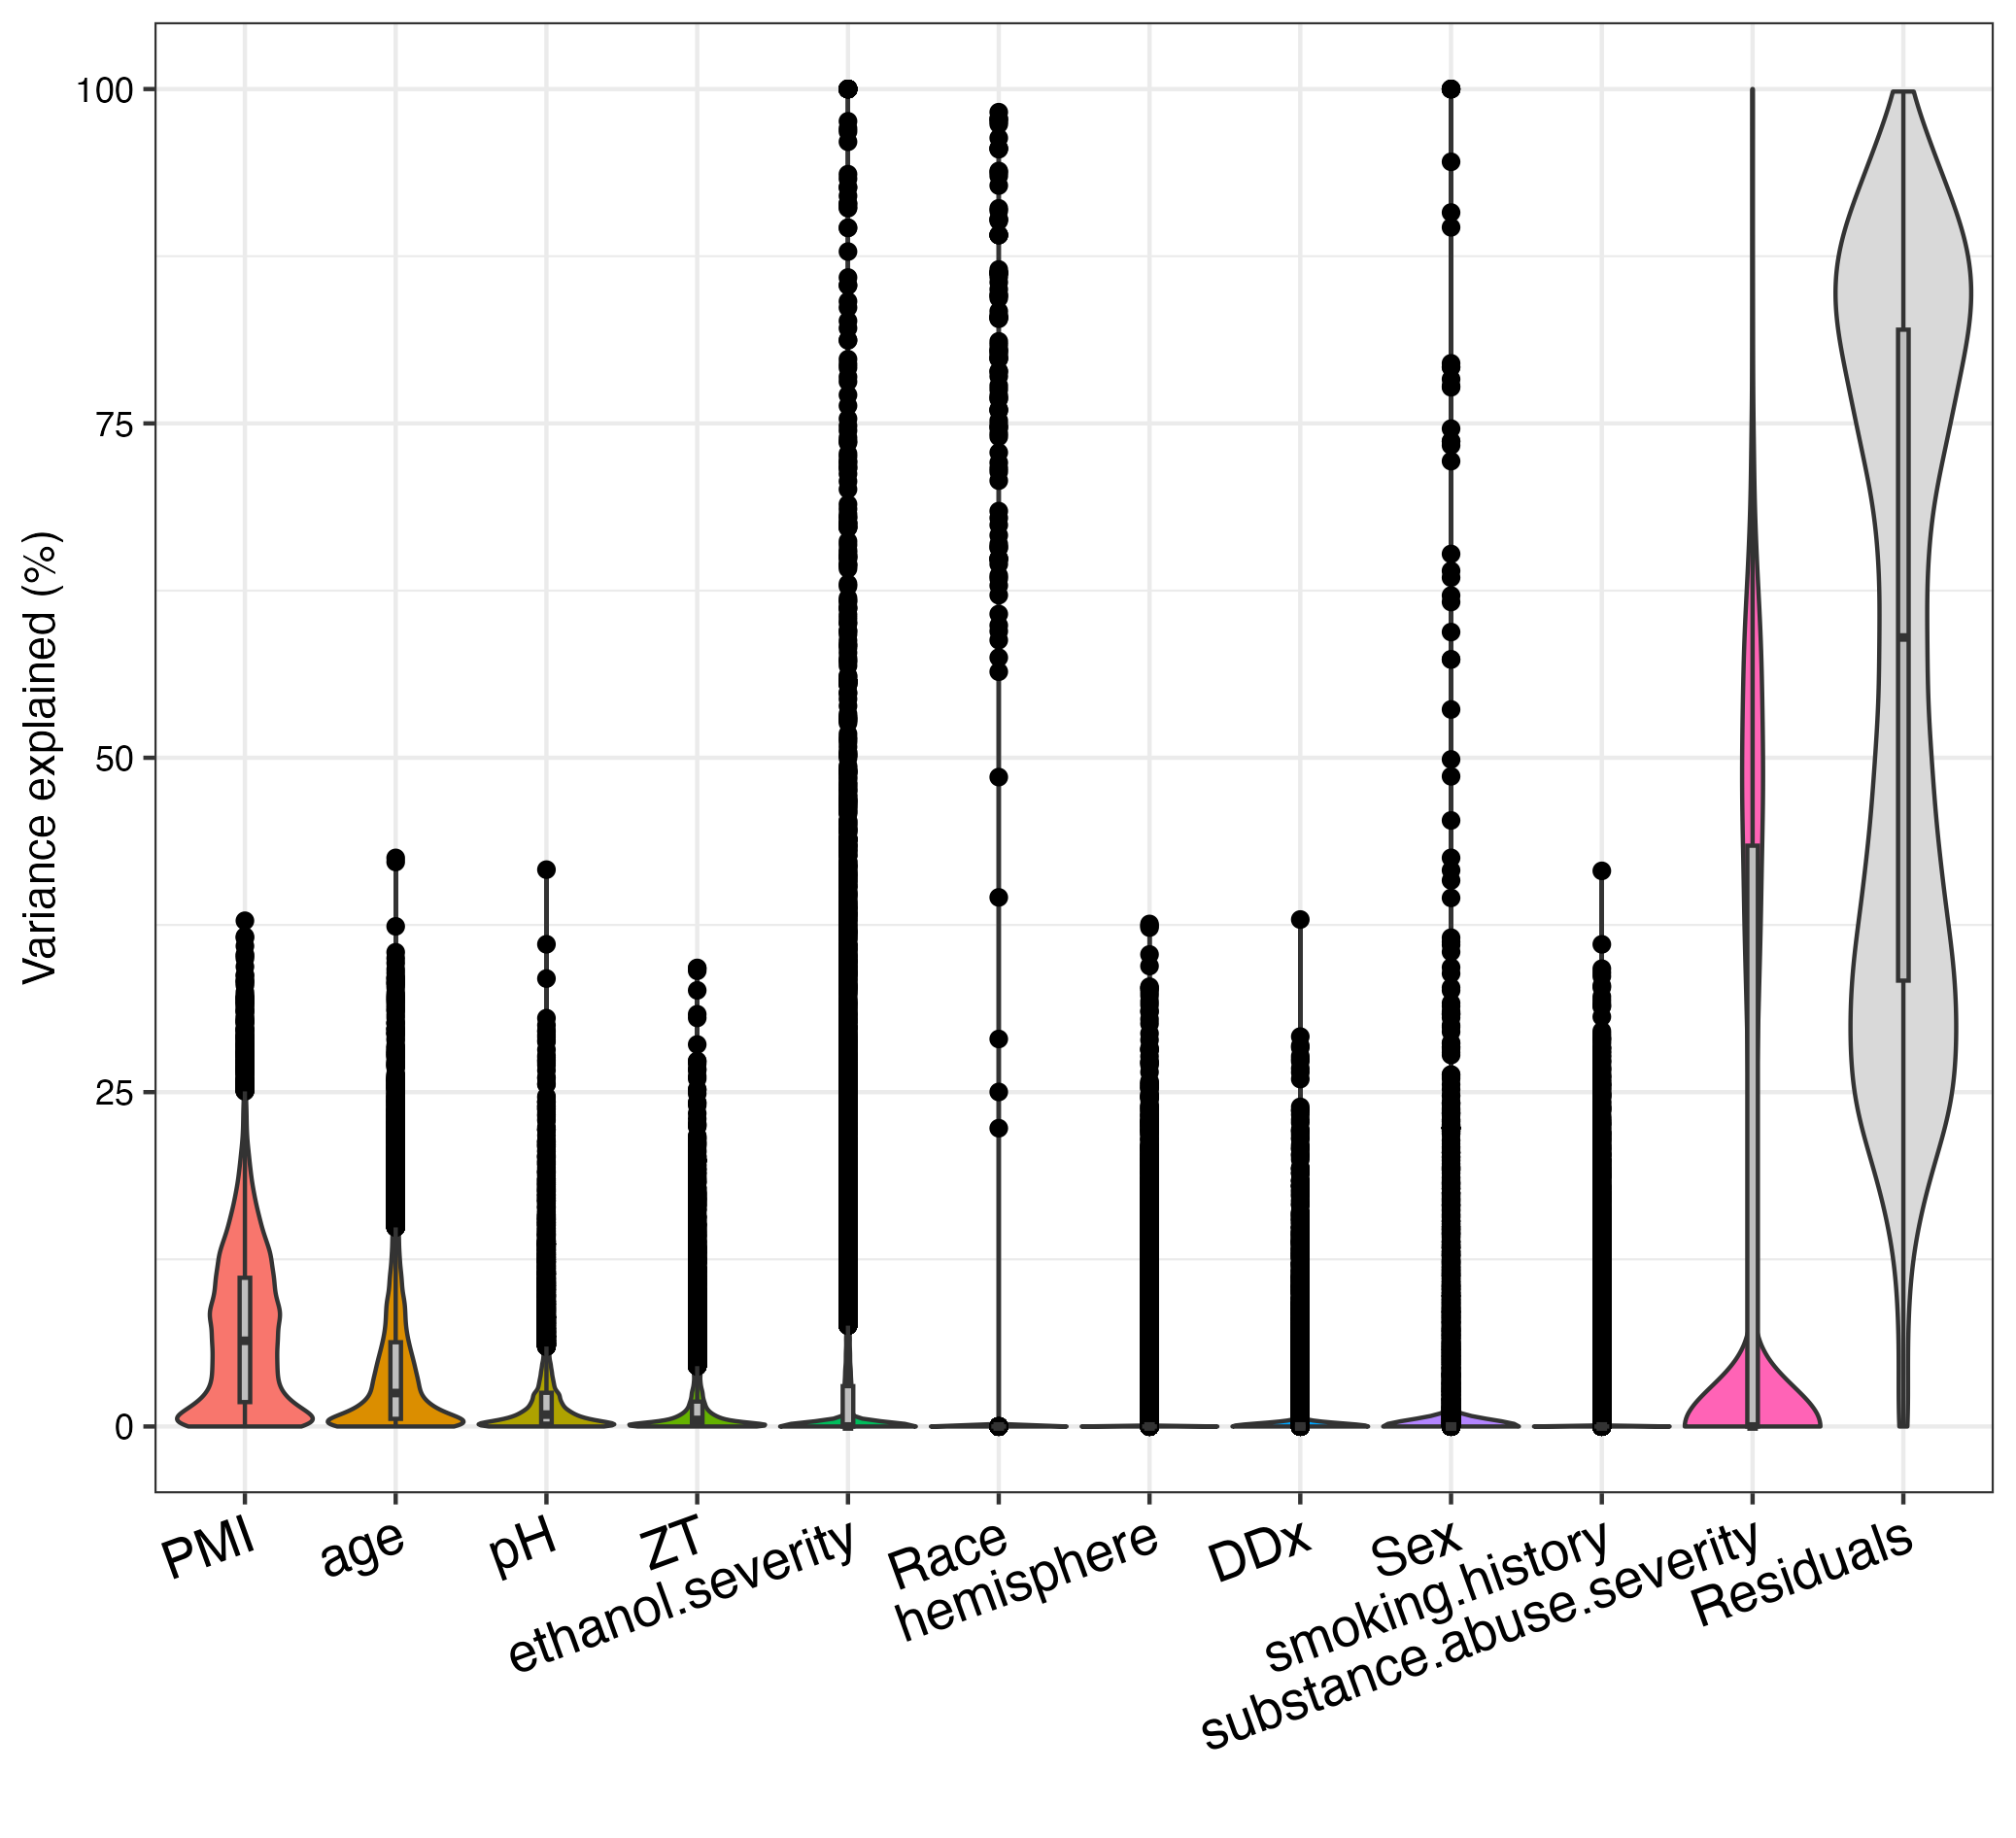 Variance explained (%)
100
75
50
25
0
PMI
age
pH
ZT
ethanol.severity
Race
hemisphere
DDx
Sex
smoking.history
substance.abuse.severity
Residuals